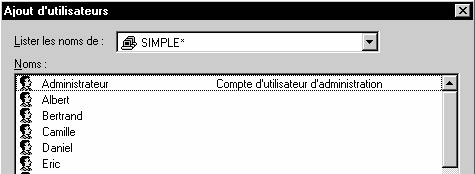 Ajout d'utilisateurs
Lister les noms de : SIMPLE*
Noms :
Administrateur Compte d'utilisateur d'administration
Albert
Bertrand
Camille
Daniel
Eric